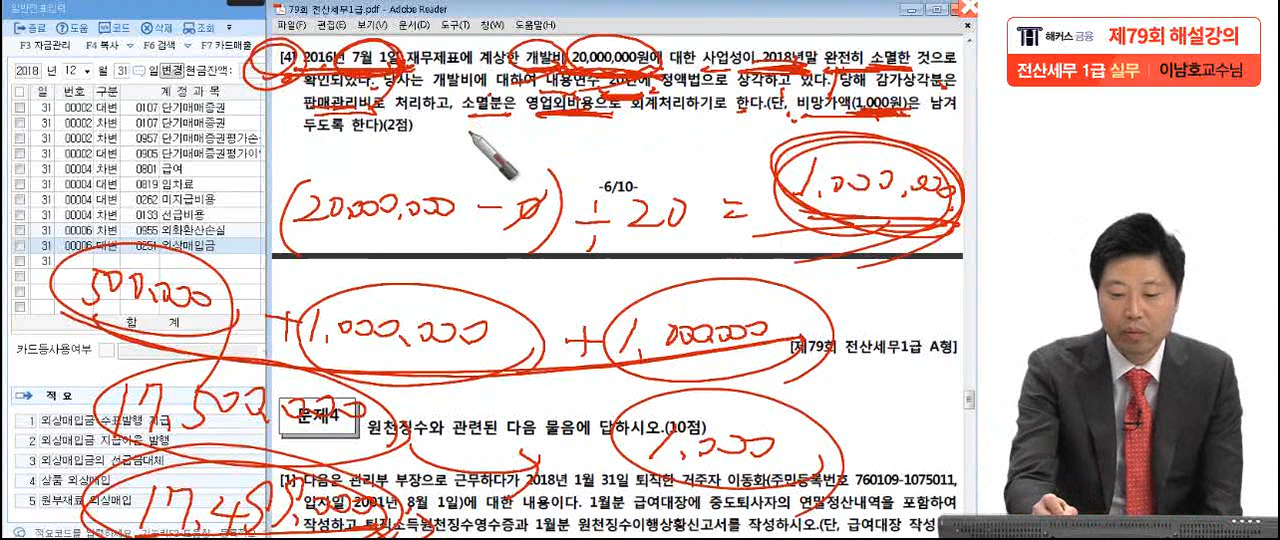 일반전표입력
79회 전산세무1급.pdf - Adobe Reader
종료 도움 코드 삭제 조회
파일(F) 편집(E) 보기(V) 문서(D) 도구(T) 창(W) 도움말(H)
F3 자금관리 F4 복사 F6 검색 F7 카드매출
2018 년 12 월 31 일 변경 현금잔액:
일 번호 구분 계 정 과 목
31 00002 대변 0107 단기매매증권
31 00002 차변 0107 단기매매증권
31 00002 차변 0957 단기매매증권평가손
31 00002 대변 0905 단기매매증권평가이
31 00004 차변 0801 급여
31 00004 차변 0819 임차료
31 00004 대변 0262 미지급비용
31 00004 차변 0133 선급비용
31 00006 차변 0955 외화환산손실
31 00006 대변 0251 외상매입금
31
합 계
카드등사용여부
적 요
1 외상매입금 수표발행 지급
2 외상매입금 지급어음 발행
3 외상매입금의 선급금대체
4 상품 외상매입
5 원부재료 외상매입
[4] 2016년 7월 1일 재무제표에 계상한 개발비 20,000,000원에 대한 사업성이 2018년말 완전히 소멸한 것으로
확인되었다. 당사는 개발비에 대하여 내용연수 20년에 정액법으로 상각하고 있다. 당해 감가상각분은
판매관리비로 처리하고, 소멸분은 영업외비용으로 회계처리하기로 한다.(단, 비망가액(1,000원)은 남겨
두도록 한다)(2점)
-6/10-
(20,000,000 - 0) ÷ 20 = 1,000,000
500,000 + 1,000,000 + 1,000,000
[제79회 전산세무1급 A형]
17,500,000
1,000
문제4 원천징수와 관련된 다음 물음에 답하시오.(10점)
[1] 다음은 관리부 부장으로 근무하다가 2018년 1월 31일 퇴직한 거주자 이동화(주민등록번호 760109-1075011,
입사일 2001년 8월 1일)에 대한 내용이다. 1월분 급여대장에 중도퇴사자의 연말정산내역을 포함하여
작성하고 퇴직소득원천징수영수증과 1월분 원천징수이행상황신고서를 작성하시오.(단, 급여대장 작성
해커스 금융 제79회 해설강의
전산세무 1급 실무 이남호교수님